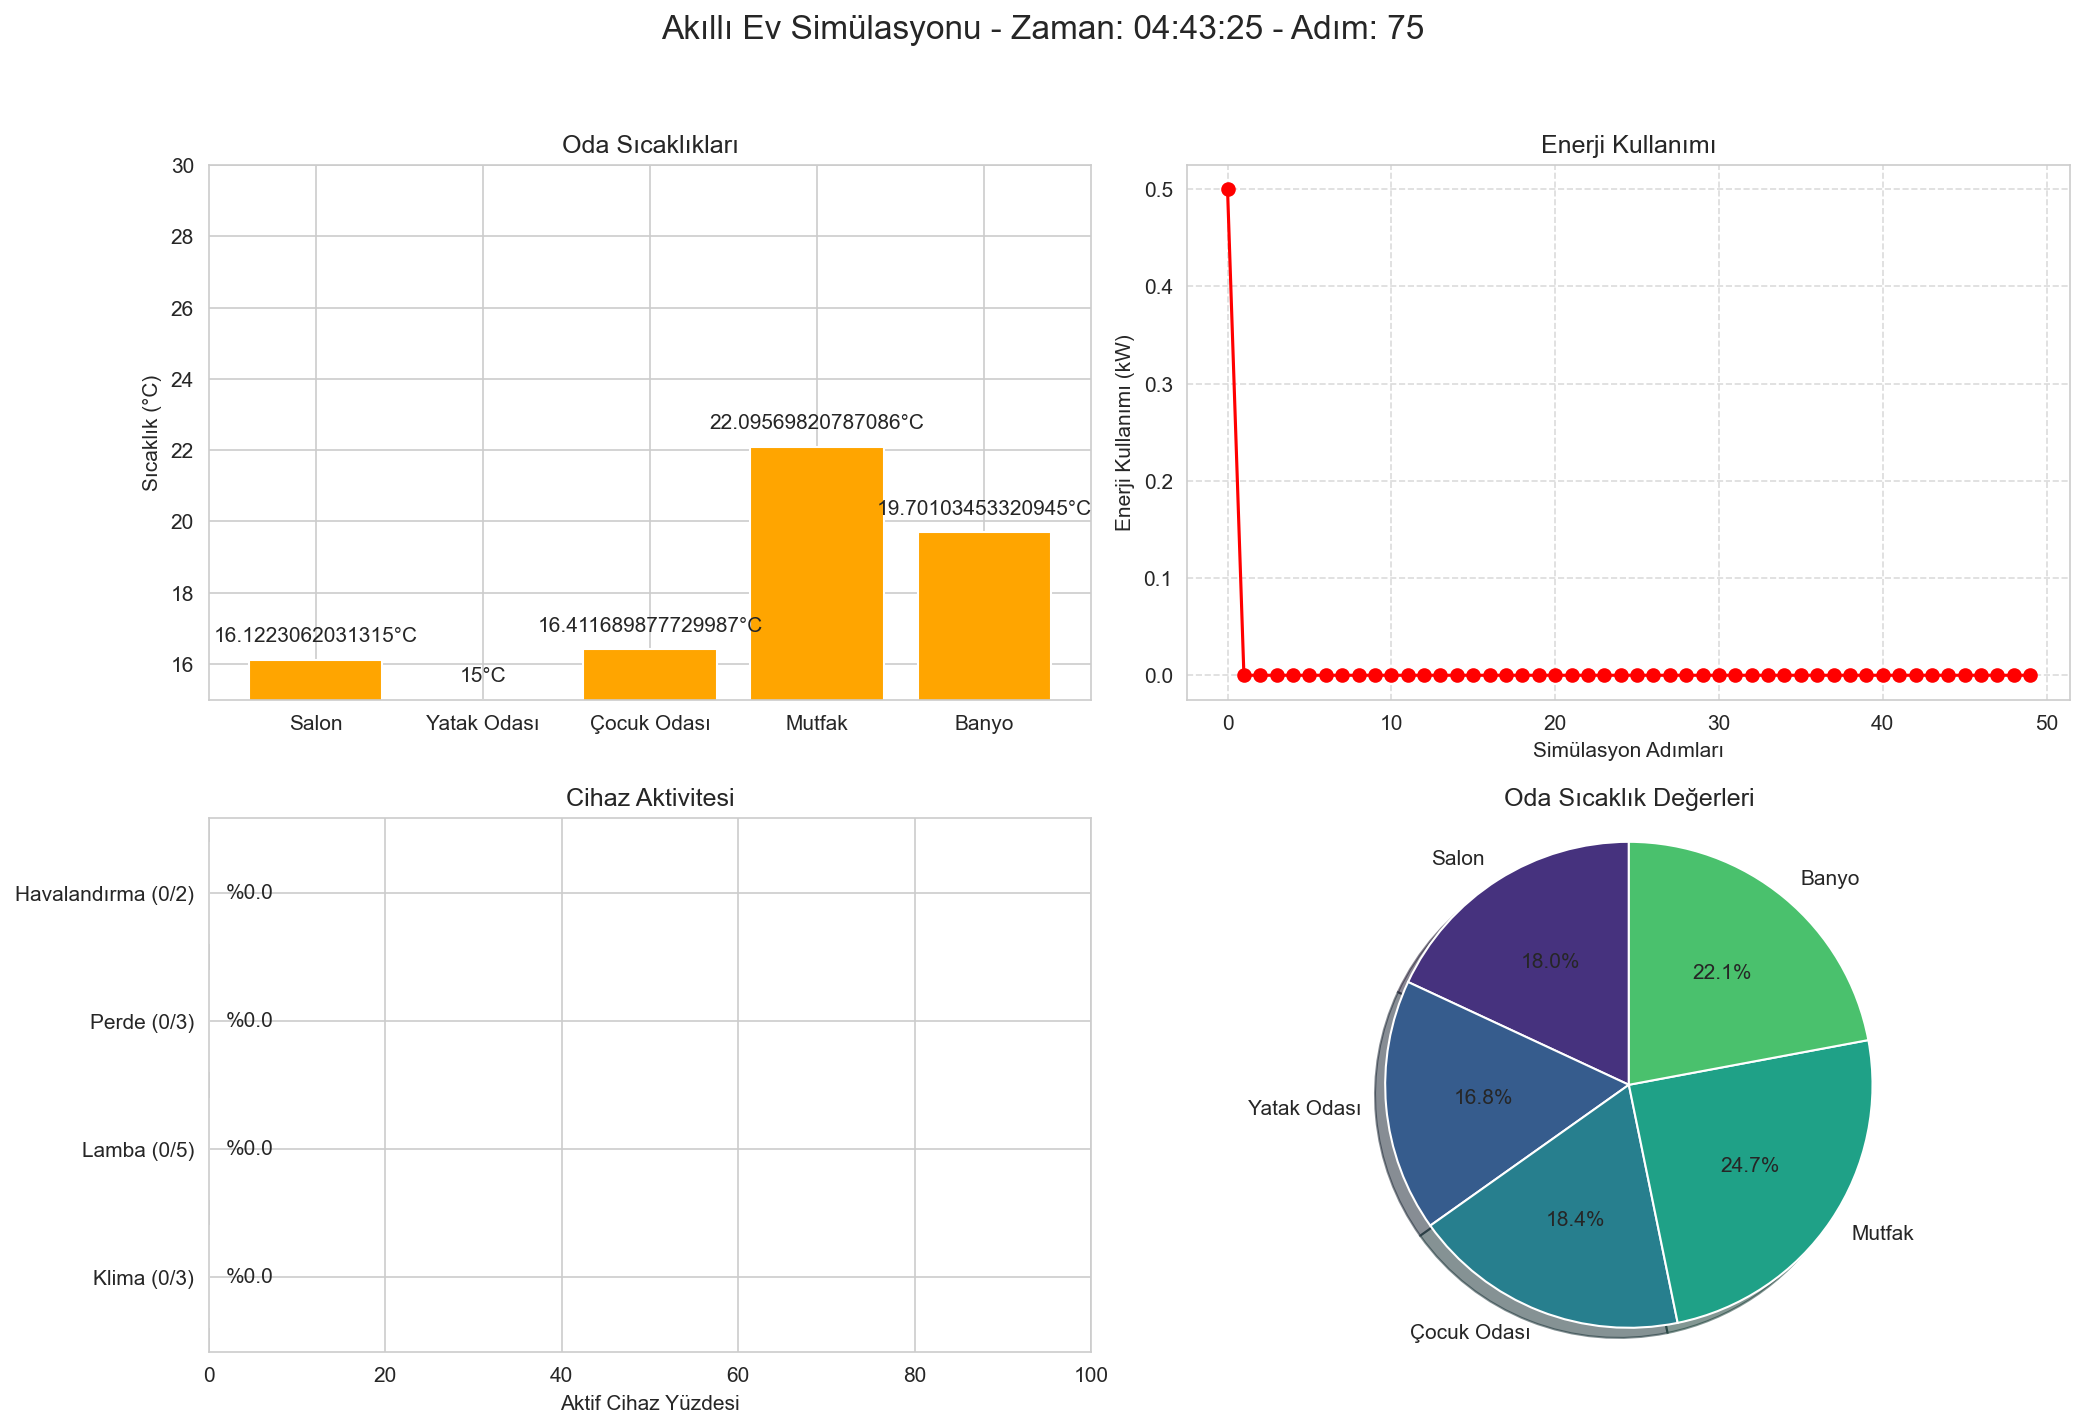 Akıllı Ev Simülasyonu - Zaman: 04:43:25 - Adım: 75
Oda Sıcaklıkları
30
28
26
24
22
20
18
16
Sıcaklık (°C)
16.1223062031315°C
15°C
16.411689877729987°C
22.09569820787086°C
19.70103453320945°C
Salon
Yatak Odası
Çocuk Odası
Mutfak
Banyo
Enerji Kullanımı
0.5
0.4
0.3
0.2
0.1
0.0
Enerji Kullanımı (kW)
0
10
20
30
40
50
Simülasyon Adımları
Cihaz Aktivitesi
Havalandırma (0/2)
%0.0
Perde (0/3)
%0.0
Lamba (0/5)
%0.0
Klima (0/3)
%0.0
0
20
40
60
80
100
Aktif Cihaz Yüzdesi
Oda Sıcaklık Değerleri
Salon
18.0%
Yatak Odası
16.8%
Çocuk Odası
18.4%
Mutfak
24.7%
Banyo
22.1%